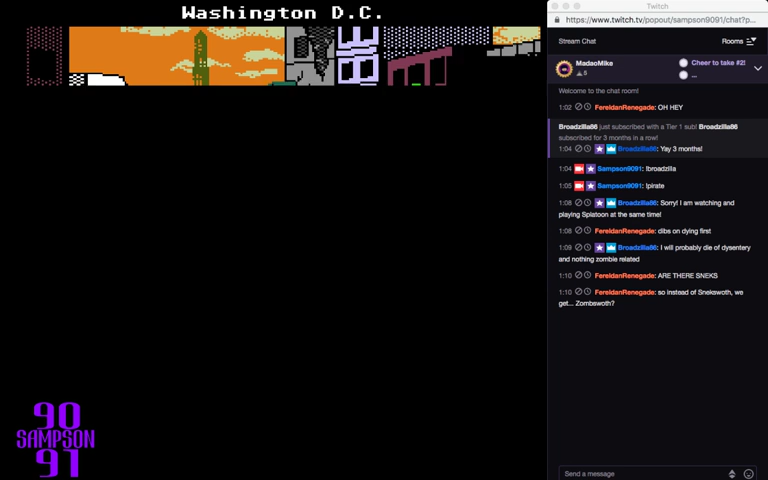 Washington D.C.
90
SAMPSON
91
Twitch
https://www.twitch.tv/popout/sampson9091/chat?p...
Stream Chat
Rooms
MadaoMike
5
Cheer to take #2!
...
Welcome to the chat room!
1:02 FereldanRenegade: OH HEY
Broadzilla86 just subscribed with a Tier 1 sub! Broadzilla86
subscribed for 3 months in a row!
1:04 Broadzilla86: Yay 3 months!
1:04 Sampson9091: !broadzilla
1:05 Sampson9091: !pirate
1:08 Broadzilla86: Sorry! I am watching and
playing Splatoon at the same time!
1:08 FereldanRenegade: dibs on dying first
1:09 Broadzilla86: I will probably die of dysentery
and nothing zombie related
1:10 FereldanRenegade: ARE THERE SNEKS
1:10 FereldanRenegade: so instead of Snekswoth, we
get... Zombswoth?
Send a message